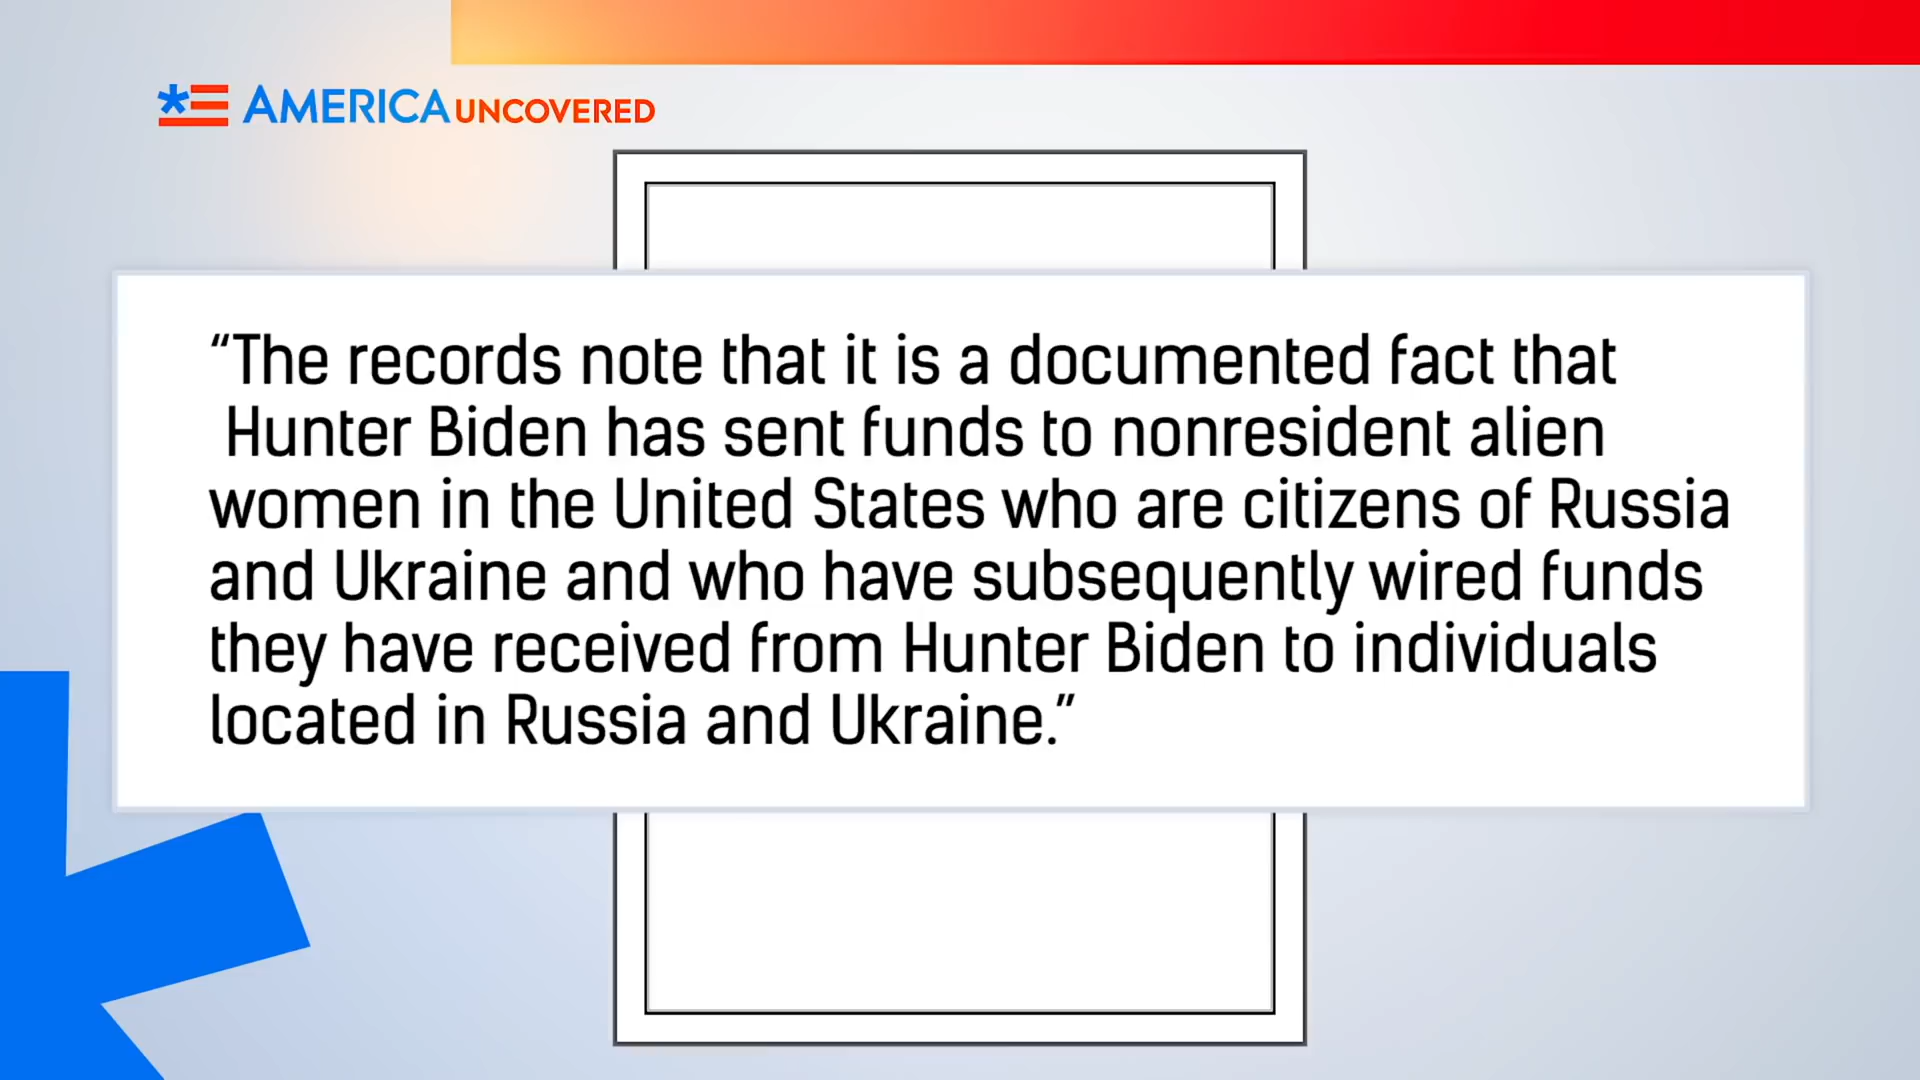 AMERICA UNCOVERED
“The records note that it is a documented fact that
Hunter Biden has sent funds to nonresident alien
women in the United States who are citizens of Russia
and Ukraine and who have subsequently wired funds
they have received from Hunter Biden to individuals
located in Russia and Ukraine.”